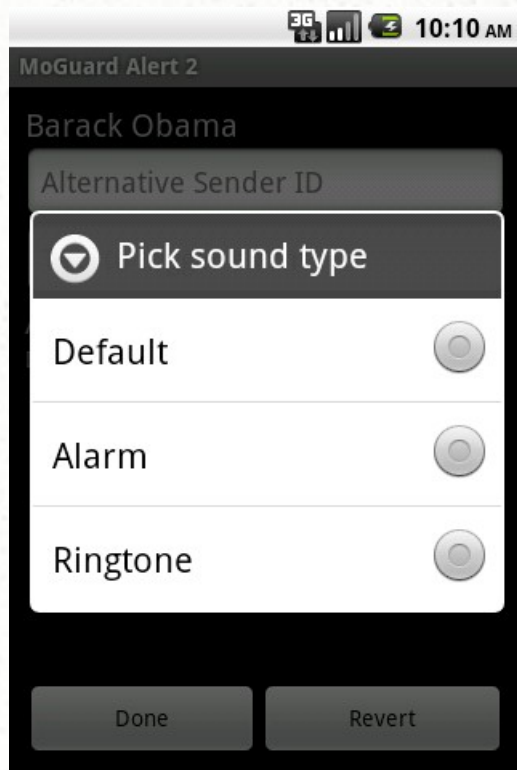 3G 10:10 AM
MoGuard Alert 2
Barack Obama
Alternative Sender ID
Pick sound type
Default
Alarm
Ringtone
Done Revert